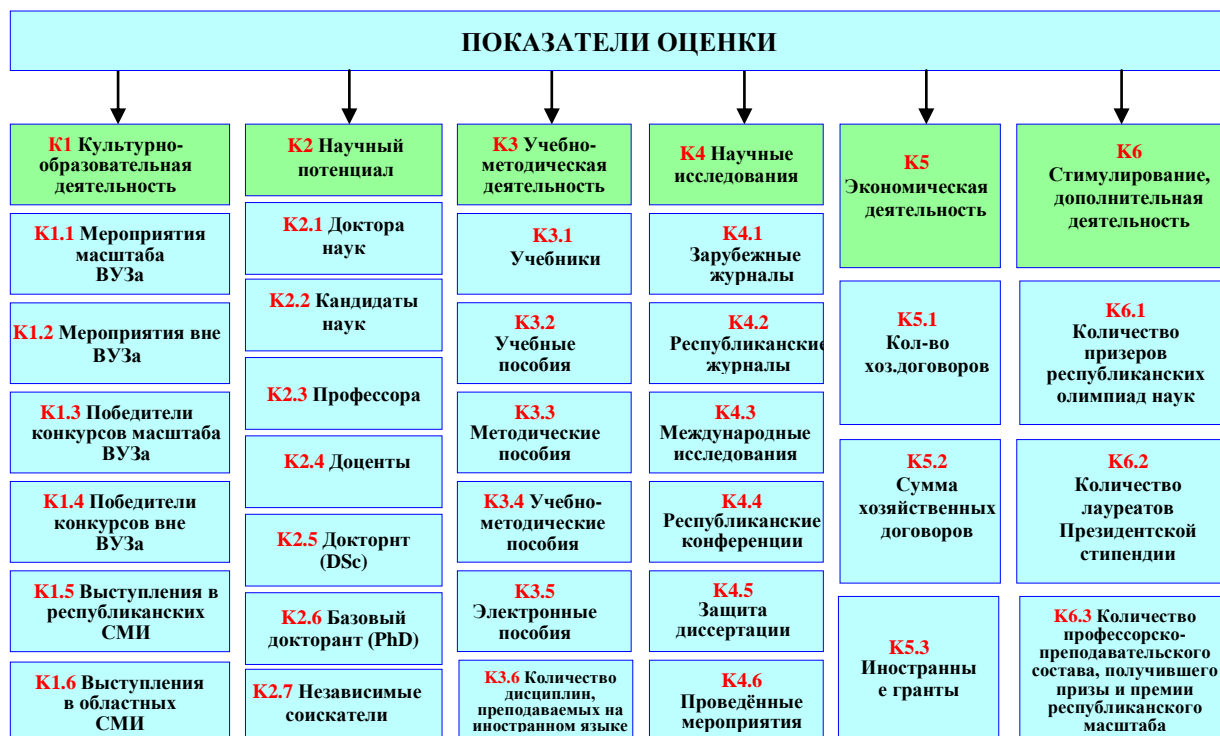 ПОКАЗАТЕЛИ ОЦЕНКИ
К1 Культурно-
образовательная
деятельность
К1.1 Мероприятия
масштаба
ВУЗа
К1.2 Мероприятия вне
ВУЗа
К1.3 Победители
конкурсов масштаба
ВУЗа
К1.4 Победители
конкурсов вне
ВУЗа
К1.5 Выступления в
республиканских
СМИ
К1.6 Выступления
в областных
СМИ
К2 Научный
потенциал
К2.1 Доктора
наук
К2.2 Кандидаты
наук
К2.3 Профессора
К2.4 Доценты
К2.5 Докторнт
(DSc)
К2.6 Базовый
докторант (PhD)
К2.7 Независимые
соискатели
К3 Учебно-
методическая
деятельность
К3.1
Учебники
К3.2
Учебные
пособия
К3.3
Методические
пособия
К3.4 Учебно-
методические
пособия
К3.5
Электронные
пособия
К3.6 Количество
дисциплин,
преподаваемых на
иностранном языке
К4 Научные
исследования
К4.1
Зарубежные
журналы
К4.2
Республиканские
журналы
К4.3
Международные
исследования
К4.4
Республиканские
конференции
К4.5
Защита
диссертации
К4.6
Проведённые
мероприятия
К5
Экономическая
деятельность
К5.1
Кол-во
хоз.договоров
К5.2
Сумма
хозяйственных
договоров
К5.3
Иностранны
е гранты
К6
Стимулирование,
дополнительная
деятельность
К6.1
Количество
призеров
республиканских
олимпиад наук
К6.2
Количество
лауреатов
Президентской
стипендии
К6.3 Количество
профессорско-
преподавательского
состава, получившего
призы и премии
республиканского
масштаба